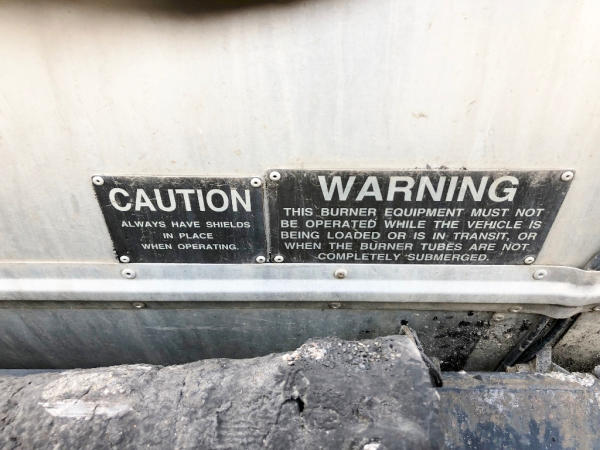 CAUTION
ALWAYS HAVE SHIELDS
IN PLACE
WHEN OPERATING.
WARNING
THIS BURNER EQUIPMENT MUST NOT
BE OPERATED WHILE THE VEHICLE IS
BEING LOADED OR IS IN TRANSIT, OR
WHEN THE BURNER TUBES ARE NOT
COMPLETELY SUBMERGED.